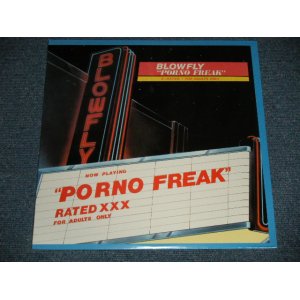 BLOWFLY
"PORNO FREAK"
BLOWFLY
NOW PLAYING
"PORNO FREAK"
RATED XXX
FOR ADULTS ONLY